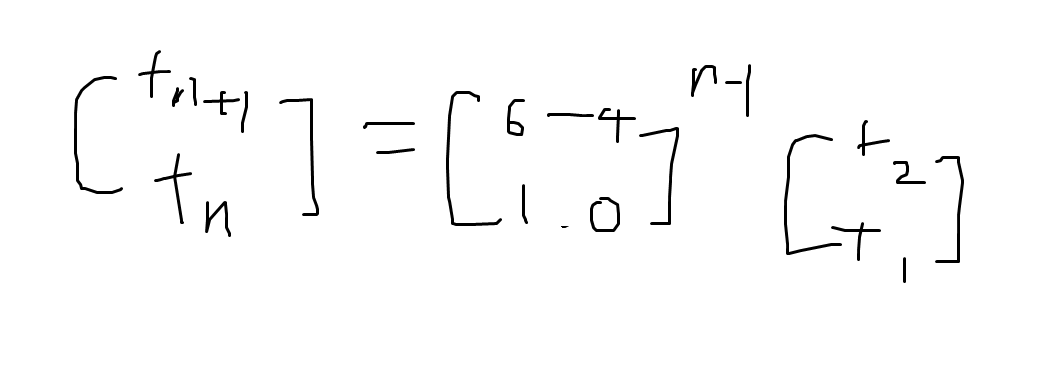 [t_{n+1} t_n] = [6 -4 1 . 0]^{n-1} [t_2 t_1]